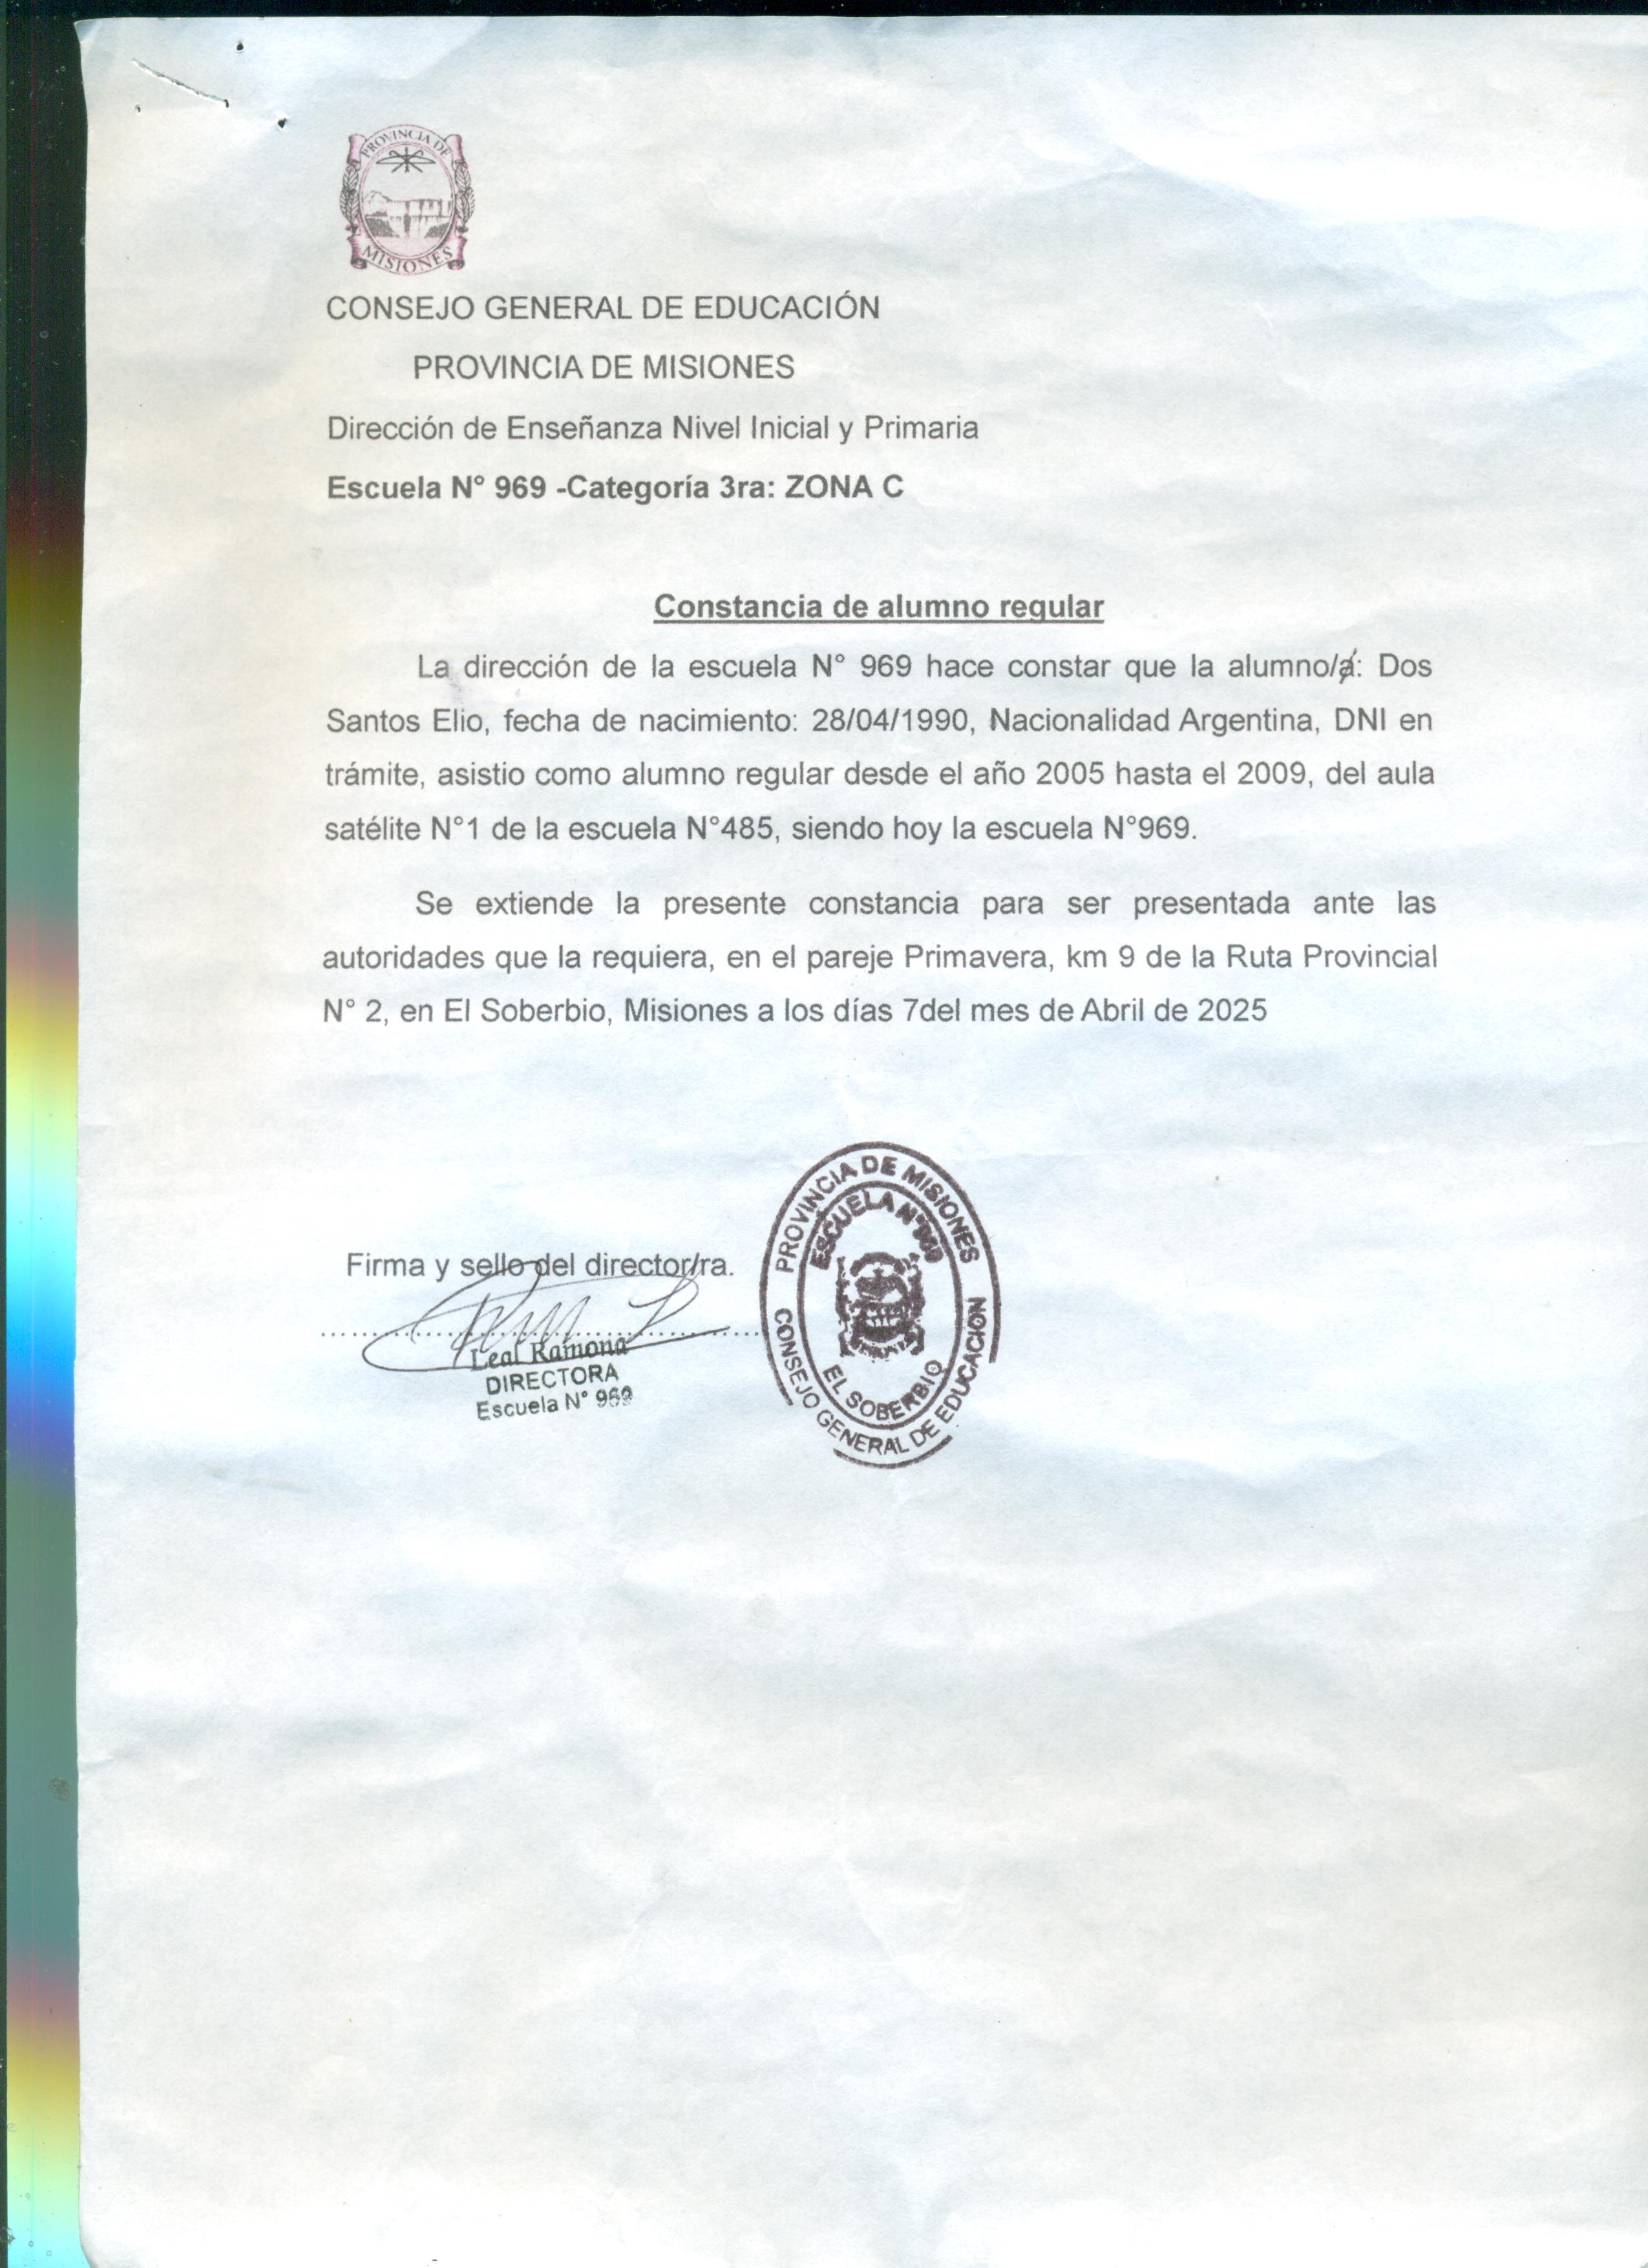 PROVINCIA DE
MISIONES
CONSEJO GENERAL DE EDUCACIÓN
PROVINCIA DE MISIONES
Dirección de Enseñanza Nivel Inicial y Primaria
Escuela N° 969 -Categoría 3ra: ZONA C
Constancia de alumno regular
La dirección de la escuela N° 969 hace constar que la alumno/a: Dos
Santos Elio, fecha de nacimiento: 28/04/1990, Nacionalidad Argentina, DNI en
trámite, asistio como alumno regular desde el año 2005 hasta el 2009, del aula
satélite N°1 de la escuela N°485, siendo hoy la escuela N°969.
Se extiende la presente constancia para ser presentada ante las
autoridades que la requiera, en el pareje Primavera, km 9 de la Ruta Provincial
N° 2, en El Soberbio, Misiones a los días 7del mes de Abril de 2025
Firma y sello del director/ra.
Leal Ramona
DIRECTORA
Escuela N° 969
PROVINCIA DE MISIONES
ESCUELA N°969
EL SOBERBIO
CONSEJO GENERAL DE EDUCACION